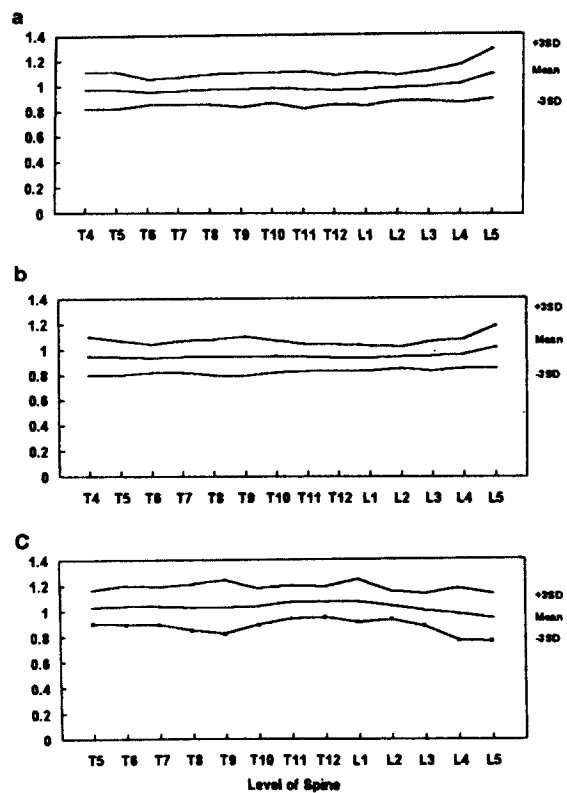 a
1.4
+3SD
1.2
Mean
1
-3SD
0.8
0.6
0.4
0.2
0
T4 T5 T6 T7 T8 T9 T10 T11 T12 L1 L2 L3 L4 L5
b
1.4
+3SD
1.2
Mean
1
-3SD
0.8
0.6
0.4
0.2
0
T4 T5 T6 T7 T8 T9 T10 T11 T12 L1 L2 L3 L4 L5
C
1.4
1.2
+3SD
1
Mean
-3SD
0.8
0.6
0.4
0.2
0
T5 T6 T7 T8 T9 T10 T11 T12 L1 L2 L3 L4 L5
Level of Spine